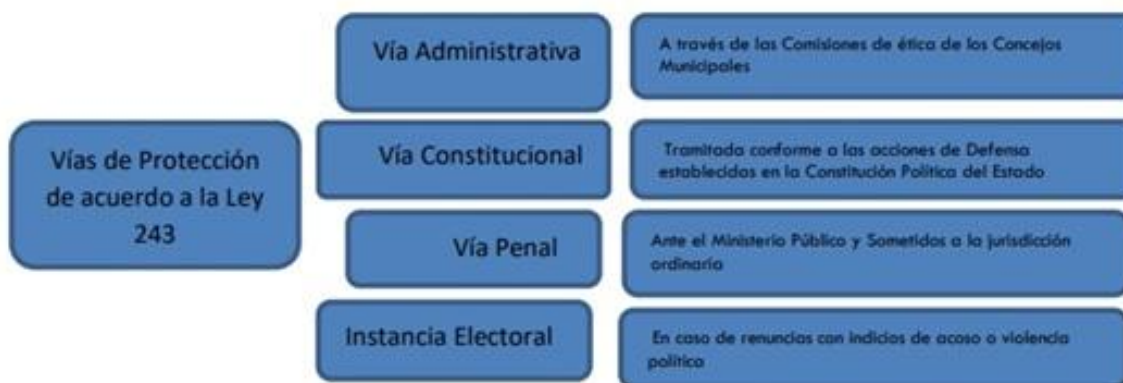 Vías de Protección
de acuerdo a la Ley
243
Vía Administrativa
A través de las Comisiones de ética de los Concejos
Municipales
Vía Constitucional
Tramitada conforme a las acciones de Defensa
establecidos en la Constitución Política del Estado
Vía Penal
Ante el Ministerio Público y Sometidos a la jurisdicción
ordinaria
Instancia Electoral
En caso de renuncias con indicios de acoso o violencia
política